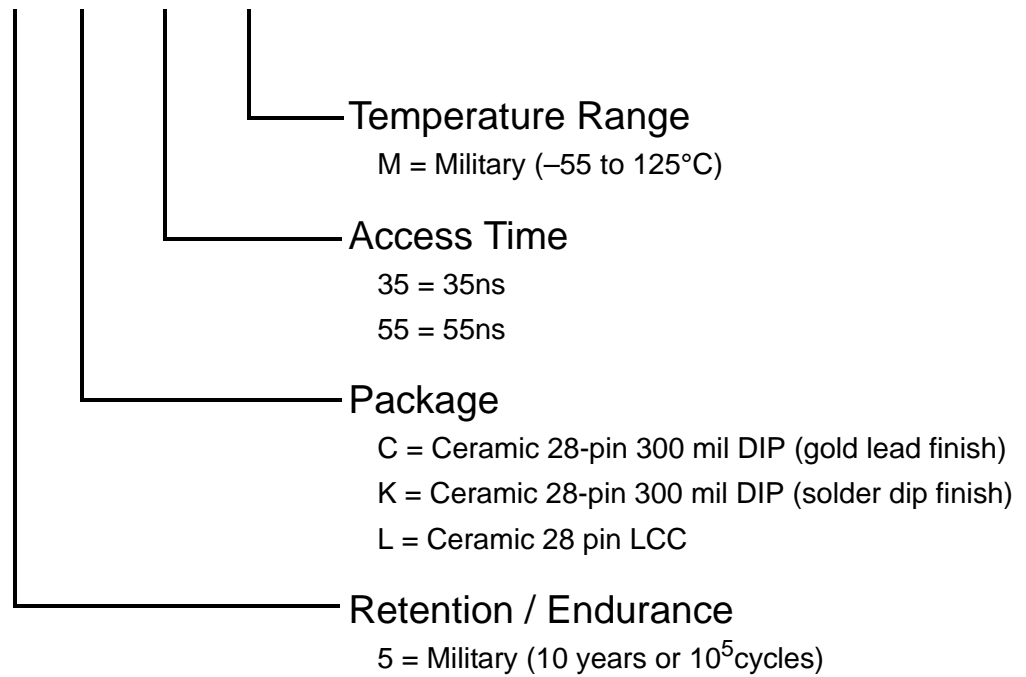 Temperature Range
M = Military (–55 to 125°C)
Access Time
35 = 35ns
55 = 55ns
Package
C = Ceramic 28-pin 300 mil DIP (gold lead finish)
K = Ceramic 28-pin 300 mil DIP (solder dip finish)
L = Ceramic 28 pin LCC
Retention / Endurance
5 = Military (10 years or 10⁵cycles)